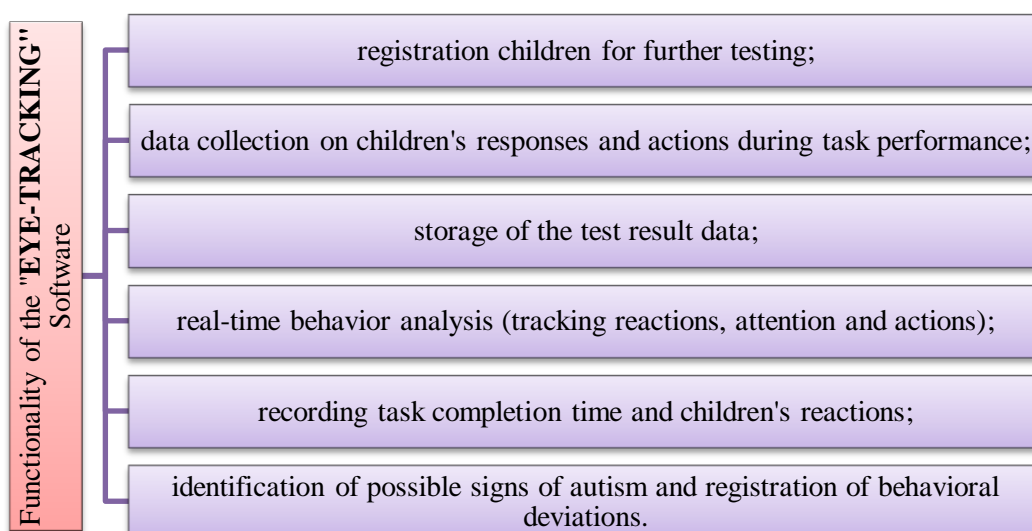 Functionality of the "EYE-TRACKING"
Software
registration children for further testing;
data collection on children's responses and actions during task performance;
storage of the test result data;
real-time behavior analysis (tracking reactions, attention and actions);
recording task completion time and children's reactions;
identification of possible signs of autism and registration of behavioral
deviations.